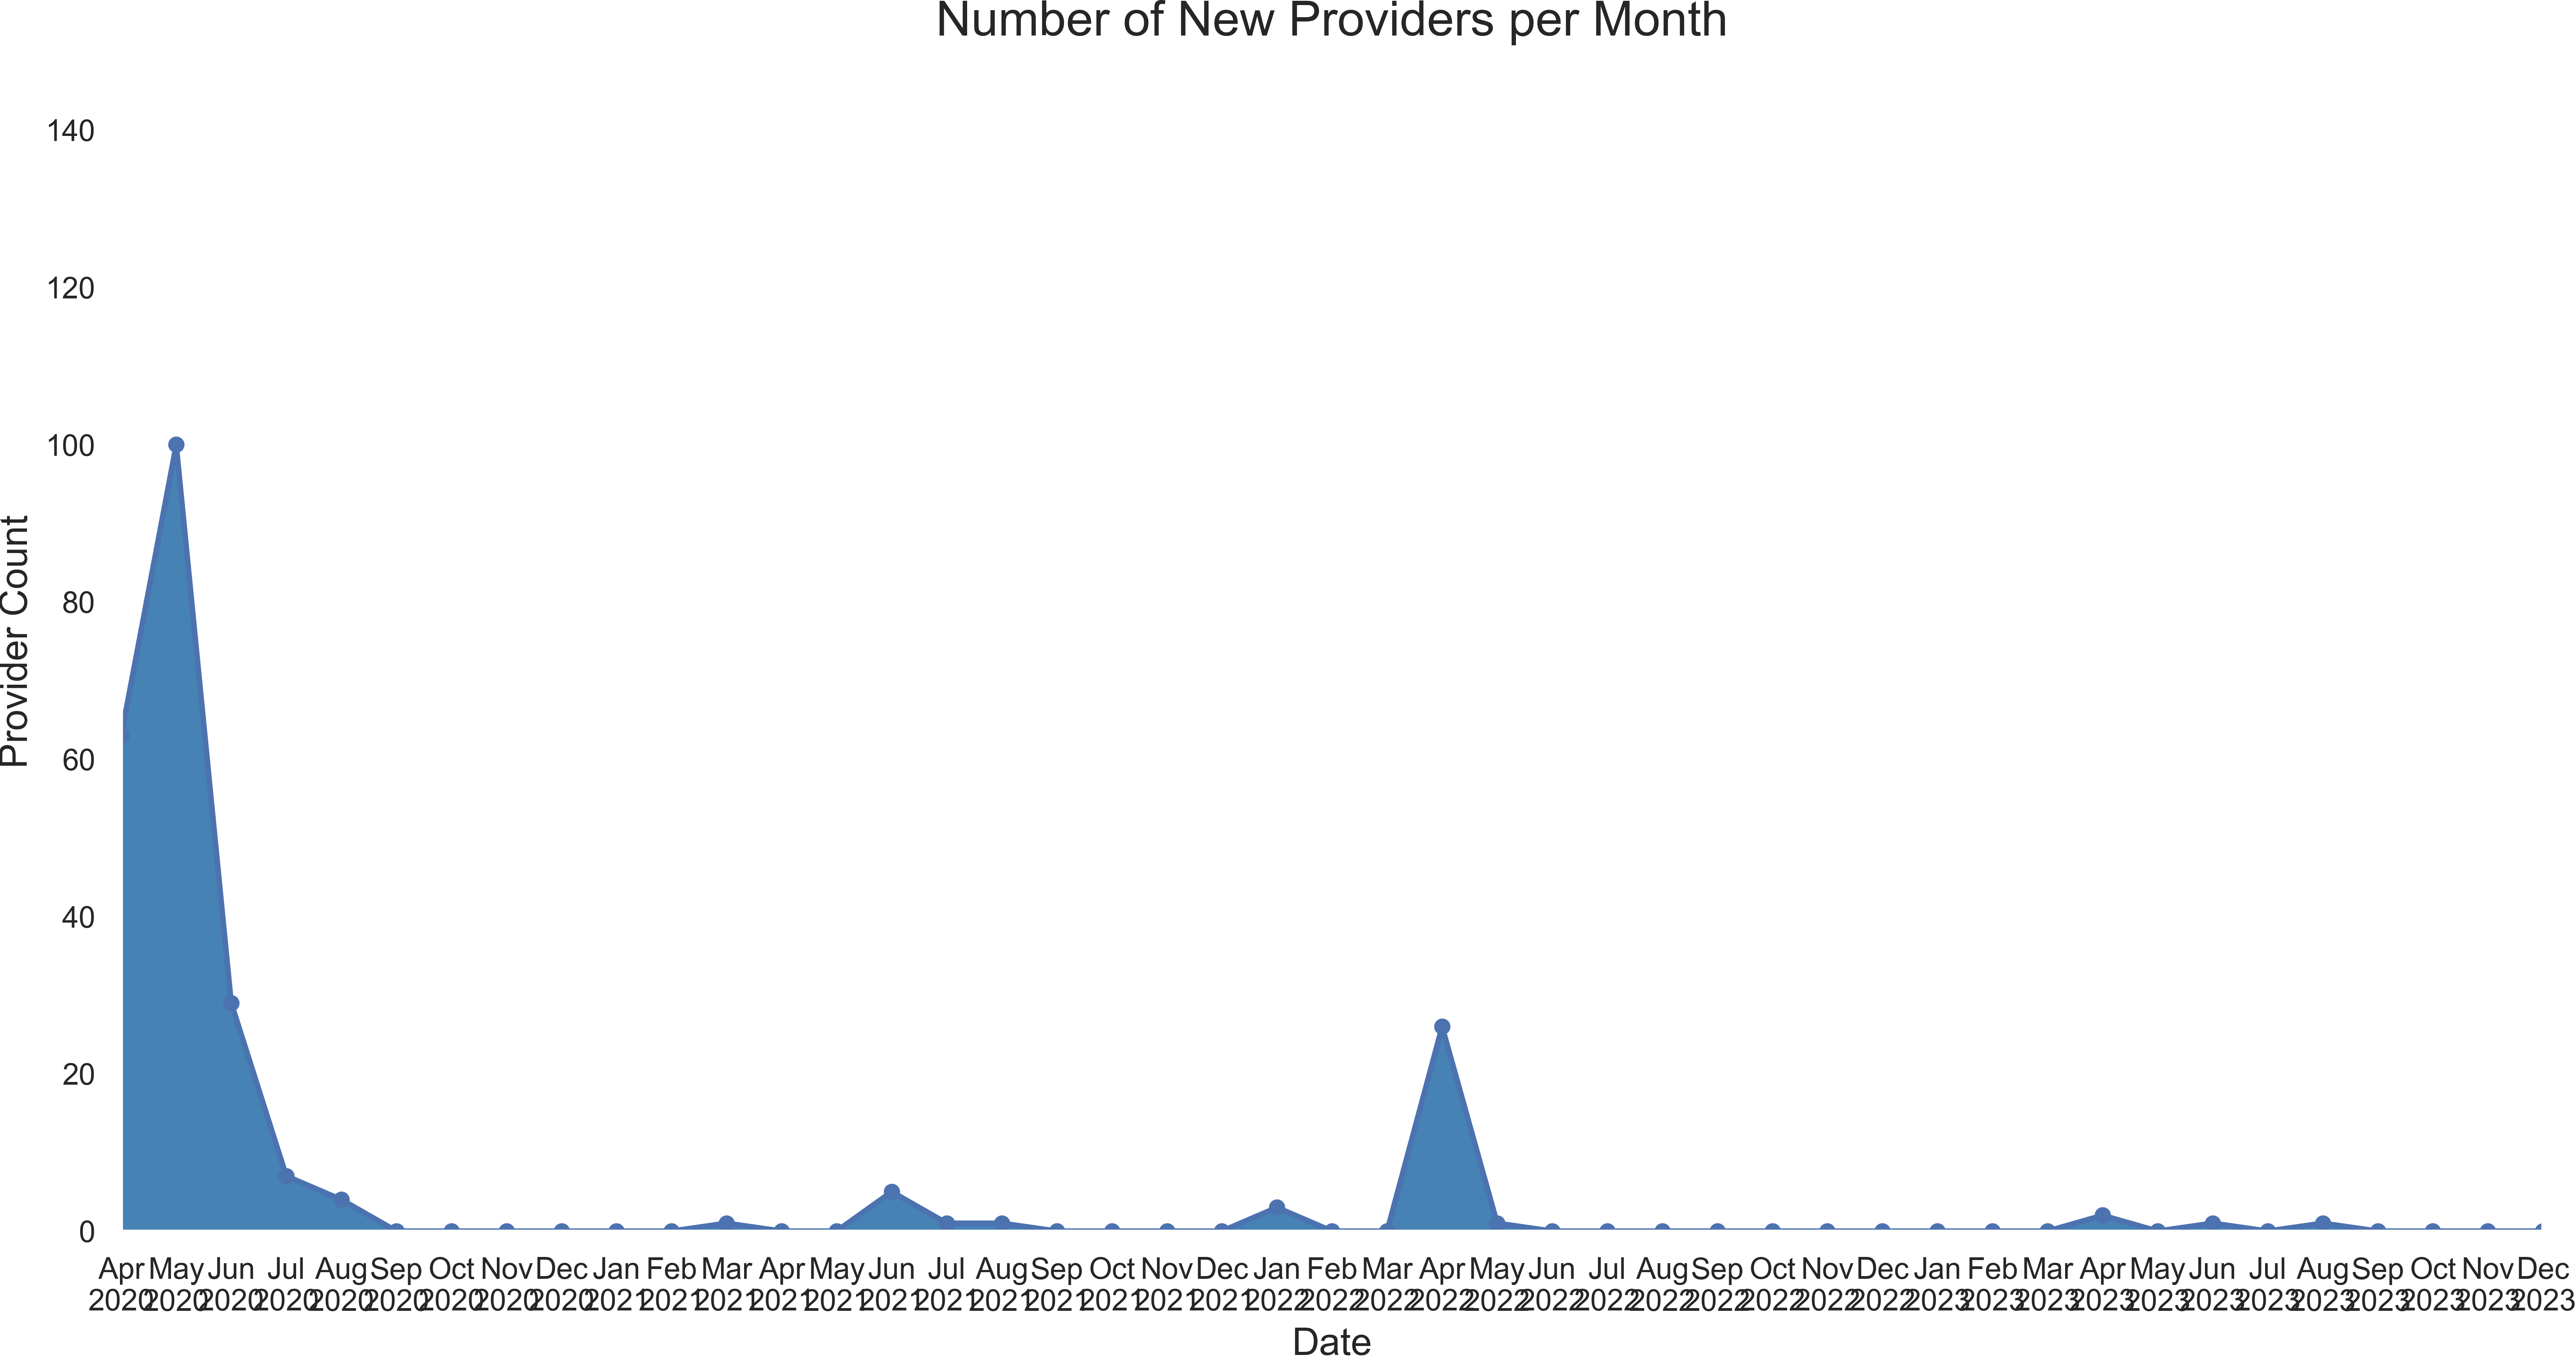 Number of New Providers per Month
140
120
100
80
60
40
20
0
Provider Count
Apr May Jun Jul Aug Sep Oct Nov Dec Jan Feb Mar Apr May Jun Jul Aug Sep Oct Nov Dec Jan Feb Mar Apr May Jun Jul Aug Sep Oct Nov Dec Jan Feb Mar Apr May Jun Jul Aug Sep Oct Nov Dec
2020 2020 2020 2020 2020 2020 2020 2020 2020 2021 2021 2021 2021 2021 2021 2021 2021 2021 2021 2021 2021 2022 2022 2022 2022 2022 2022 2022 2022 2022 2022 2022 2022 2023 2023 2023 2023 2023 2023 2023 2023 2023 2023 2023 2023
Date